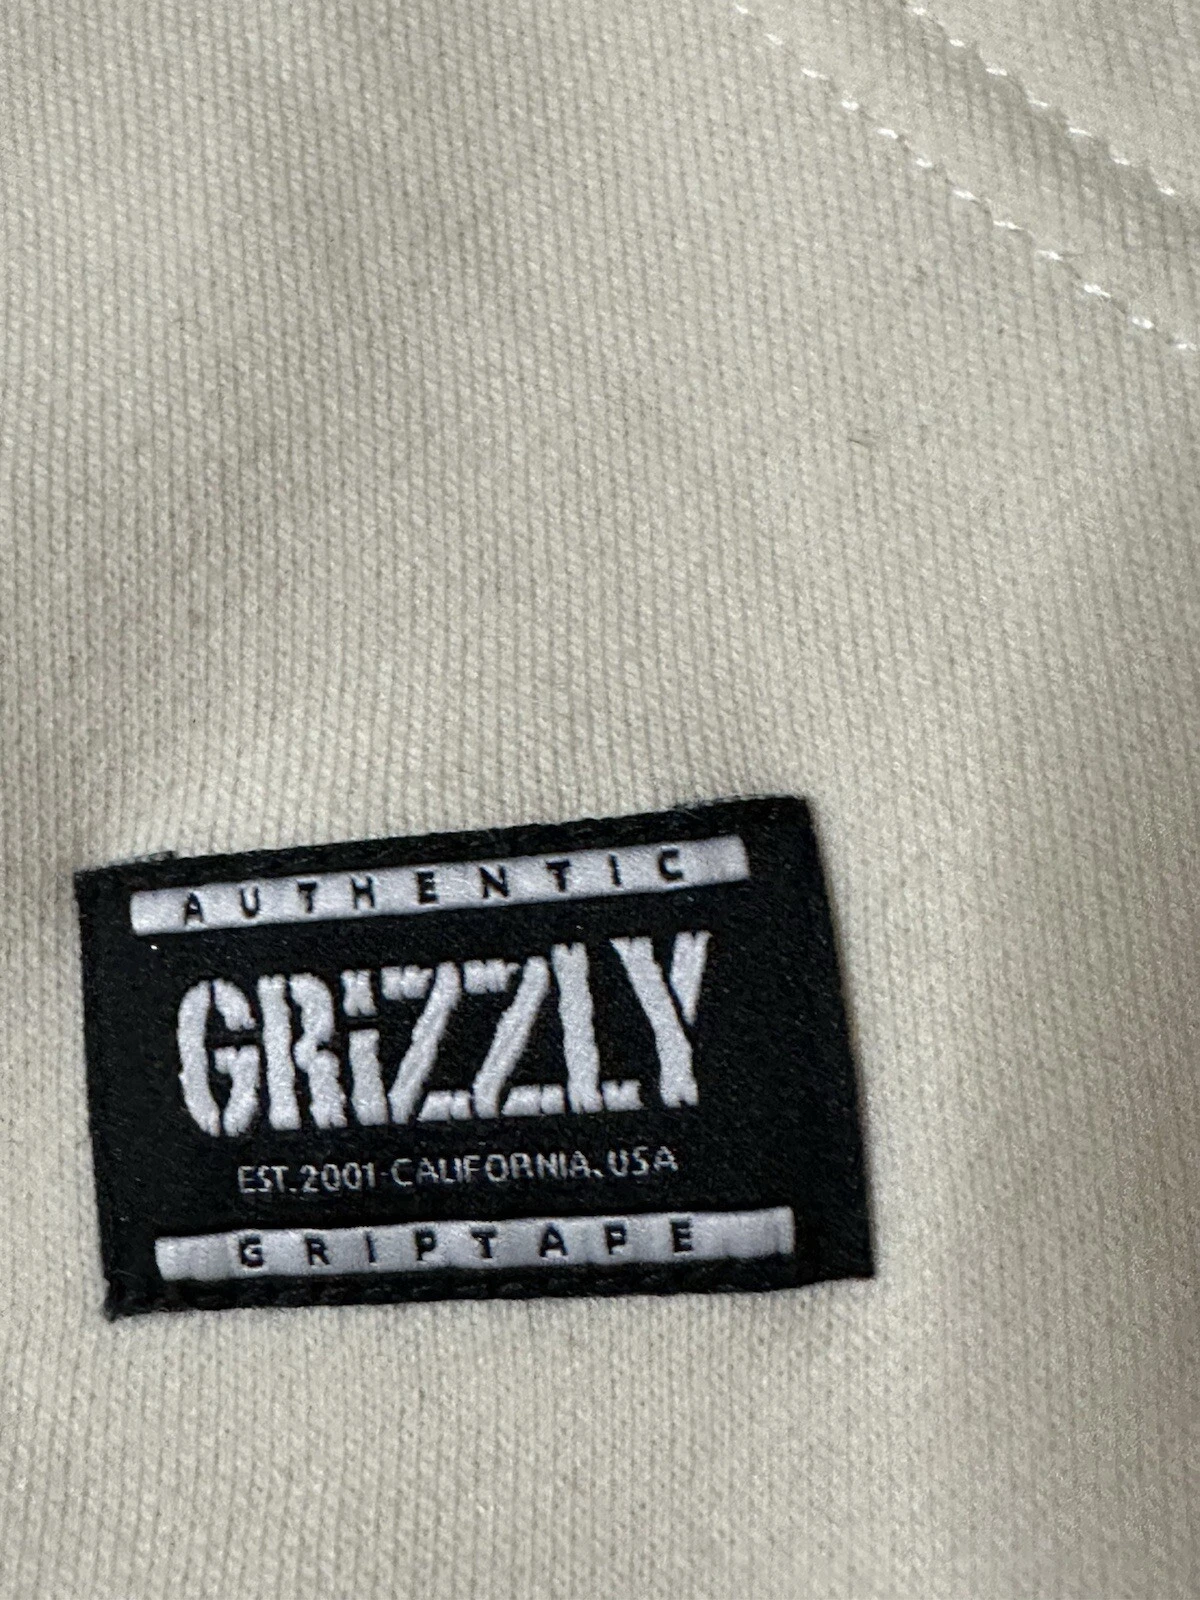 AUTHENTIC
GRiZZLY
EST.2001-CALIFORNIA.USA
GRIPTAPE